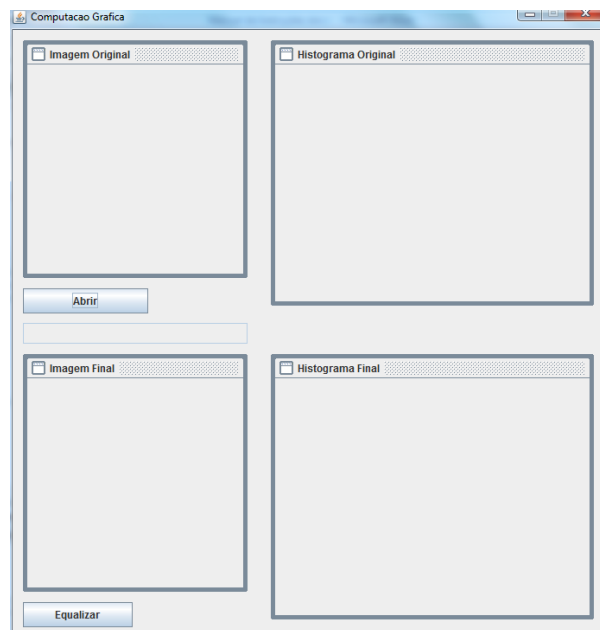 Computacao Grafica
Imagem Original
Histograma Original
Abrir
Imagem Final
Histograma Final
Equalizar